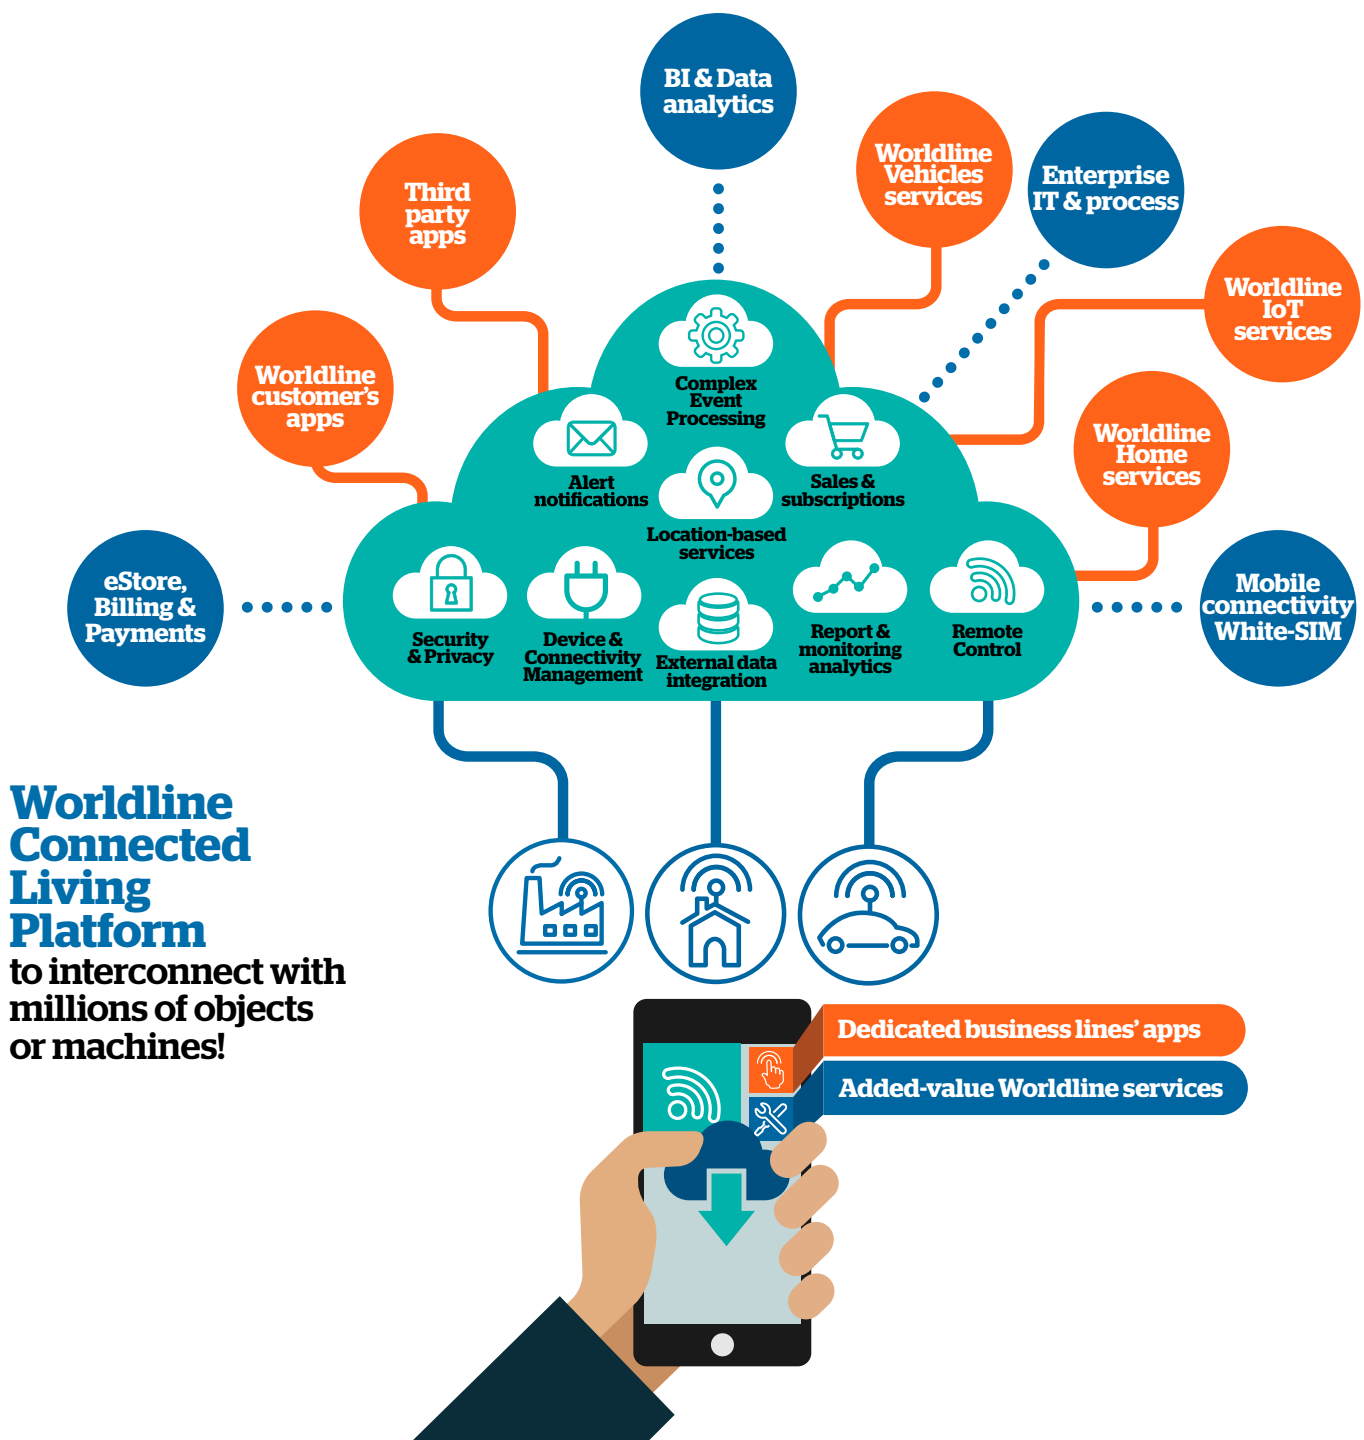 BI & Data
analytics
Worldline
Vehicles
services
Enterprise
IT & process
Third
party
apps
Worldline
IoT
services
Worldline
customer's
apps
Worldline
Home
services
eStore,
Billing &
Payments
Mobile
connectivity
White-SIM
Complex
Event
Processing
Alert
notifications
Sales &
subscriptions
Location-based
services
Security
& Privacy
Device &
Connectivity
Management
External data
integration
Report &
monitoring
analytics
Remote
Control
Worldline
Connected
Living
Platform
to interconnect with
millions of objects
or machines!
Dedicated business lines’ apps
Added-value Worldline services